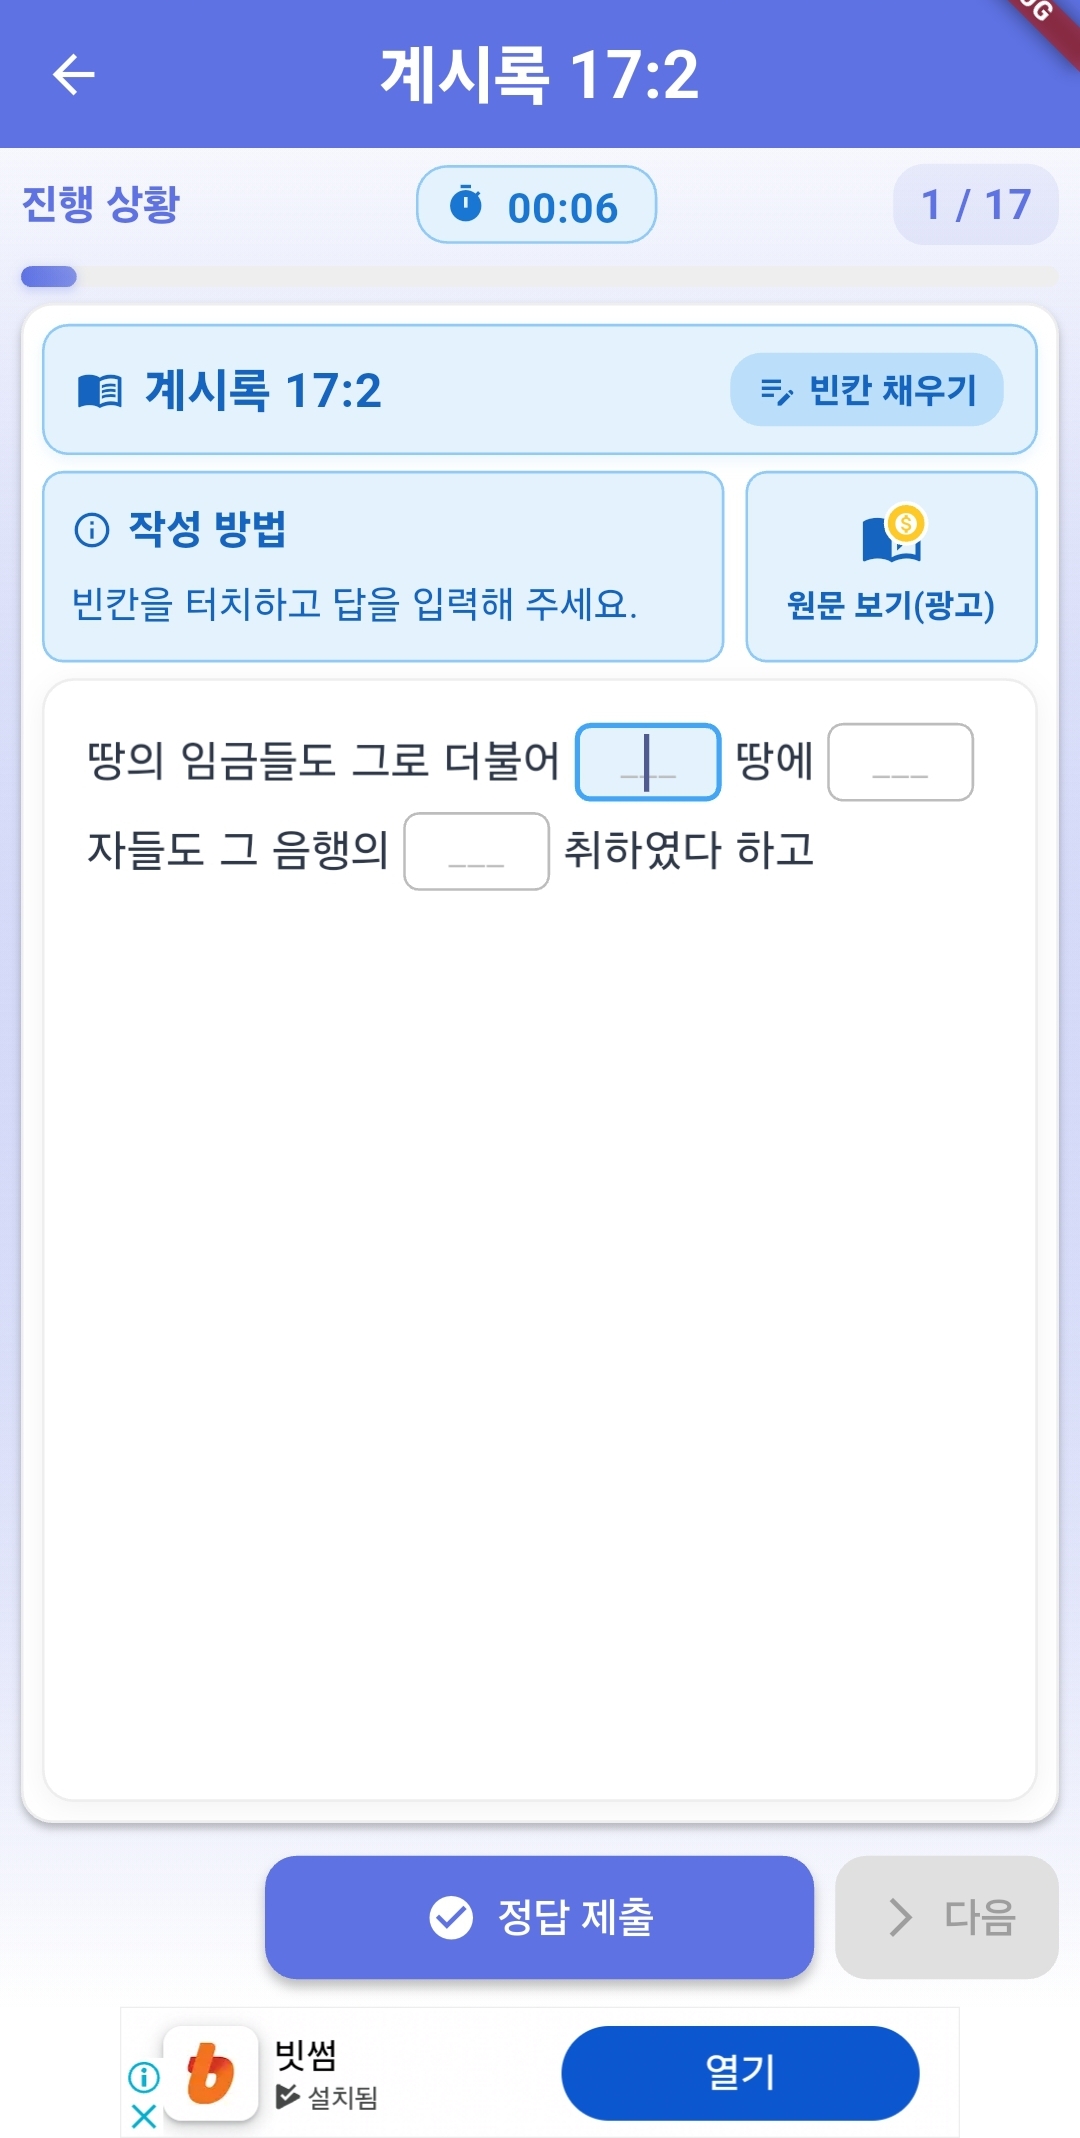 계시록 17:2
진행 상황
00:06
1 / 17
계시록 17:2
빈칸 채우기
작성 방법
빈칸을 터치하고 답을 입력해 주세요.
원문 보기(광고)
땅의 임금들도 그로 더불어 ___ 땅에 ___
자들도 그 음행의 ___ 취하였다 하고
정답 제출
다음
빗썸
설치됨
열기